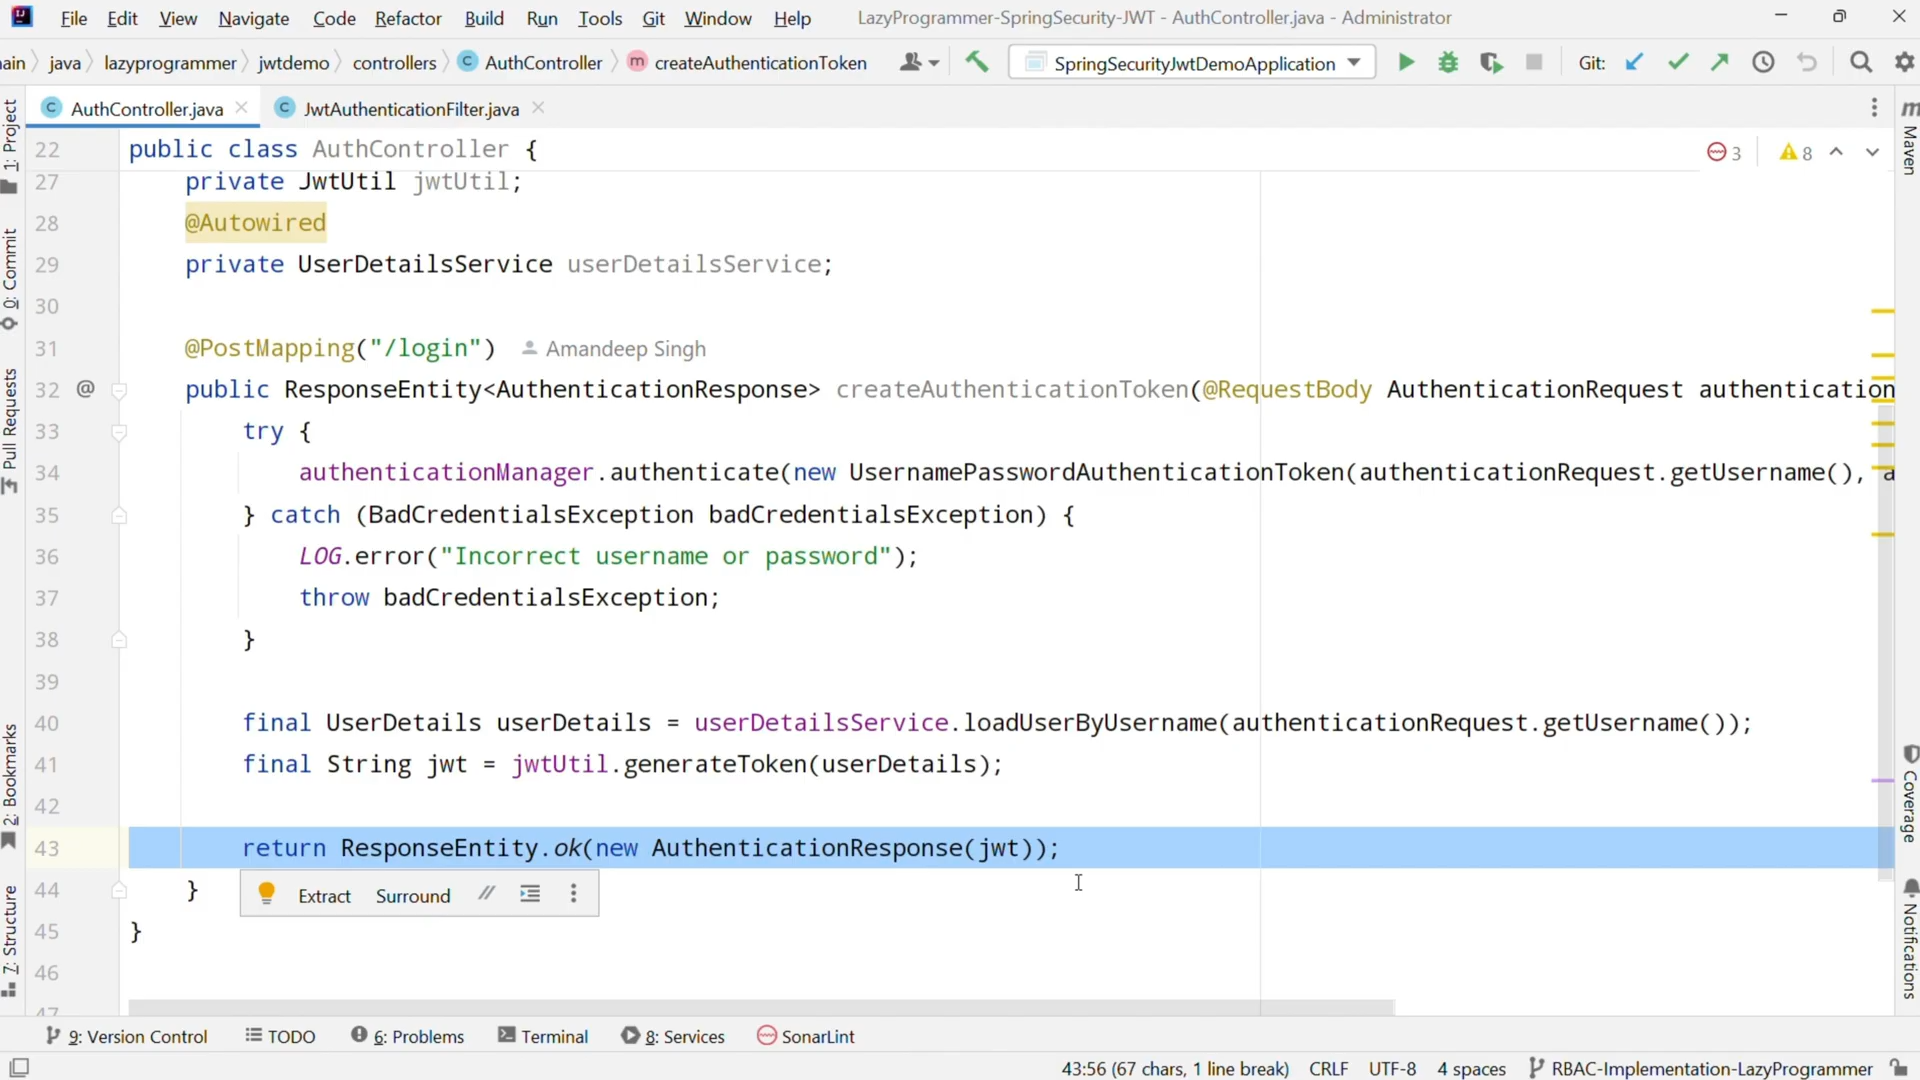 File Edit View Navigate Code Refactor Build Run Tools Git Window Help LazyProgrammer-SpringSecurity-JWT - AuthController.java - Administrator
ain java lazyprogrammer jwtdemo controllers C AuthController m createAuthenticationToken SpringSecurityJwtDemoApplication Git:
C AuthController.java C JwtAuthenticationFilter.java
22 public class AuthController { 3 8
27 private JwtUtil jwtUtil;
28 @Autowired
29 private UserDetailsService userDetailsService;
30
31 @PostMapping("/login") Amandeep Singh
32 @ public ResponseEntity<AuthenticationResponse> createAuthenticationToken(@RequestBody AuthenticationRequest authentication
33 try {
34 authenticationManager.authenticate(new UsernamePasswordAuthenticationToken(authenticationRequest.getUsername(), a
35 } catch (BadCredentialsException badCredentialsException) {
36 LOG.error("Incorrect username or password");
37 throw badCredentialsException;
38 }
39
40 final UserDetails userDetails = userDetailsService.loadUserByUsername(authenticationRequest.getUsername());
41 final String jwt = jwtUtil.generateToken(userDetails);
42
43 return ResponseEntity.ok(new AuthenticationResponse(jwt));
44 }
Extract Surround //
45 }
46
47
1: Project
0: Commit
Pull Requests
2: Bookmarks
7: Structure
m Maven
Coverage
Notifications
9: Version Control TODO 6: Problems Terminal 8: Services SonarLint
43:56 (67 chars, 1 line break) CRLF UTF-8 4 spaces RBAC-Implementation-LazyProgrammer